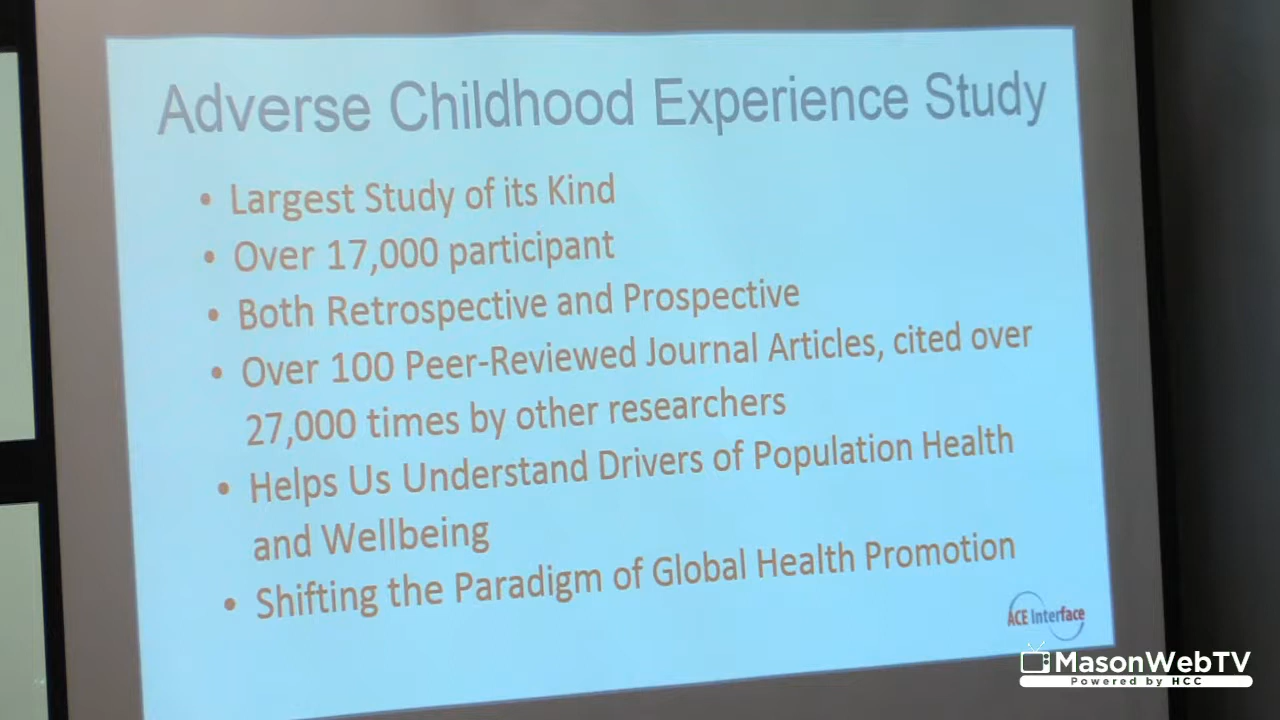 Adverse Childhood Experience Study
• Largest Study of its Kind
• Over 17,000 participant
• Both Retrospective and Prospective
• Over 100 Peer-Reviewed Journal Articles, cited over
27,000 times by other researchers
• Helps Us Understand Drivers of Population Health
and Wellbeing
• Shifting the Paradigm of Global Health Promotion
ACE Interface
MasonWebTV
Powered by HCC